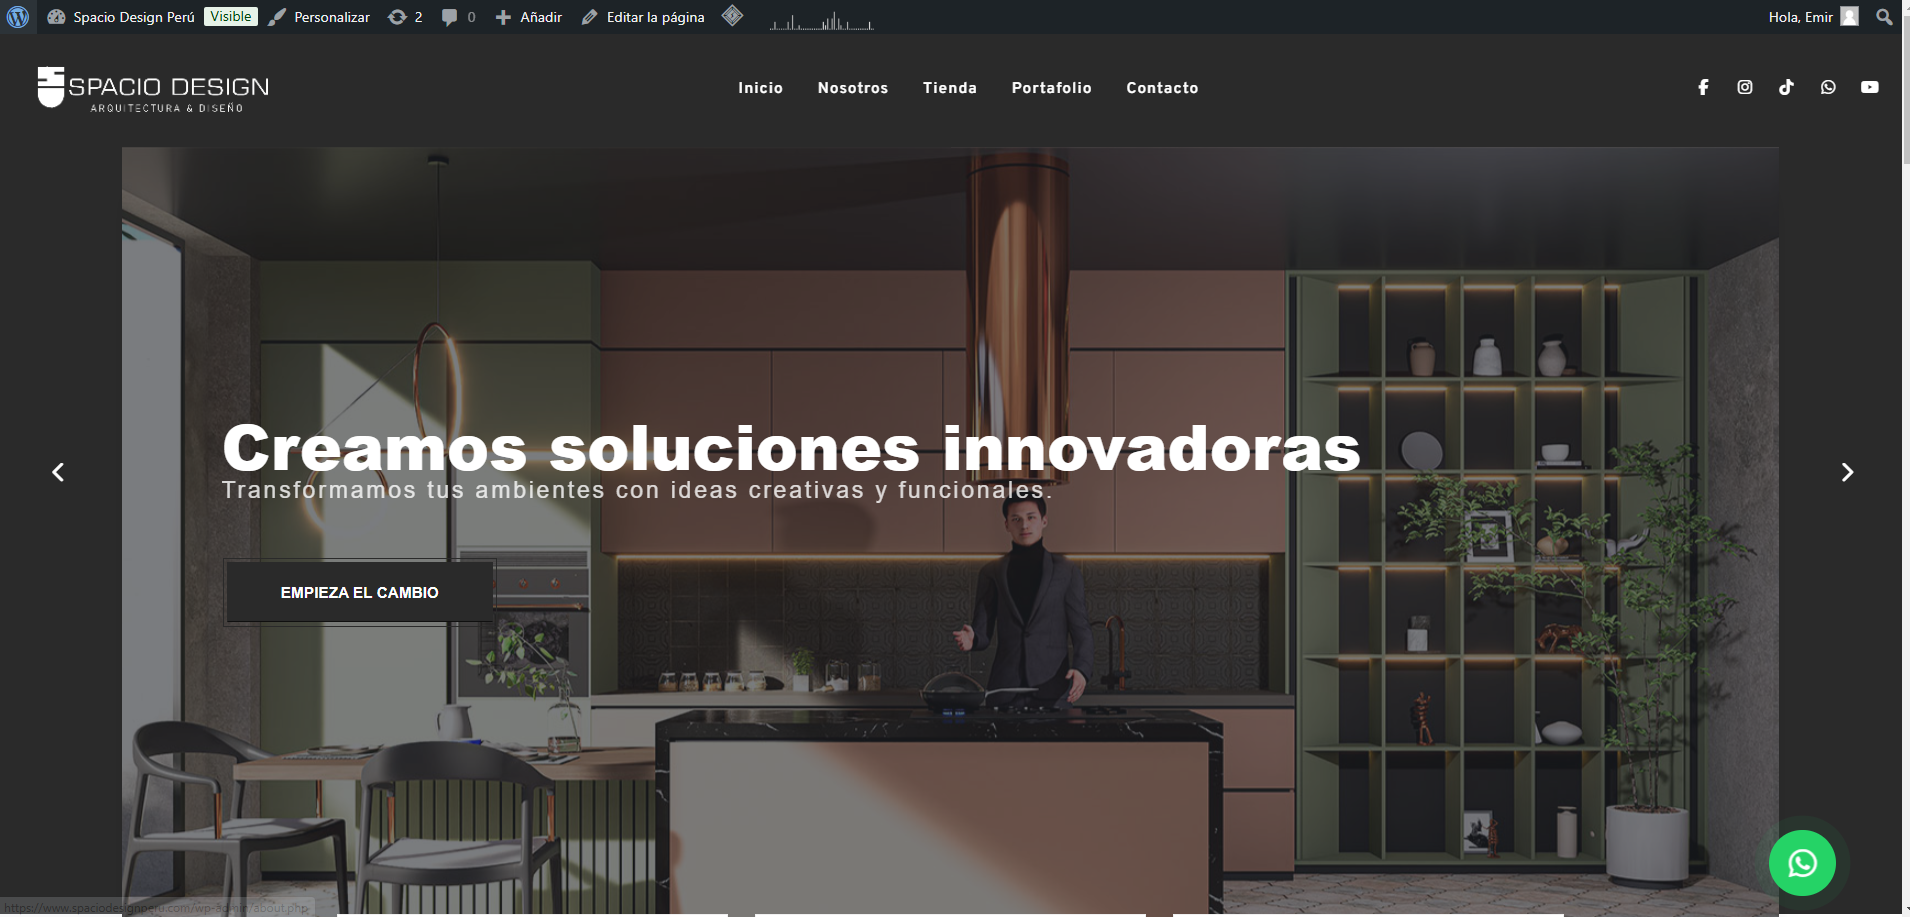 Spacio Design Perú Visible Personalizar 2 0 Añadir Editar la página Hola, Emir
SPACIO DESIGN
ARQUITECTURA & DISEÑO
Inicio Nosotros Tienda Portafolio Contacto
Creamos soluciones innovadoras
Transformamos tus ambientes con ideas creativas y funcionales.
EMPIEZA EL CAMBIO
https://www.spaciodesignperu.com/wp-admin/about.php